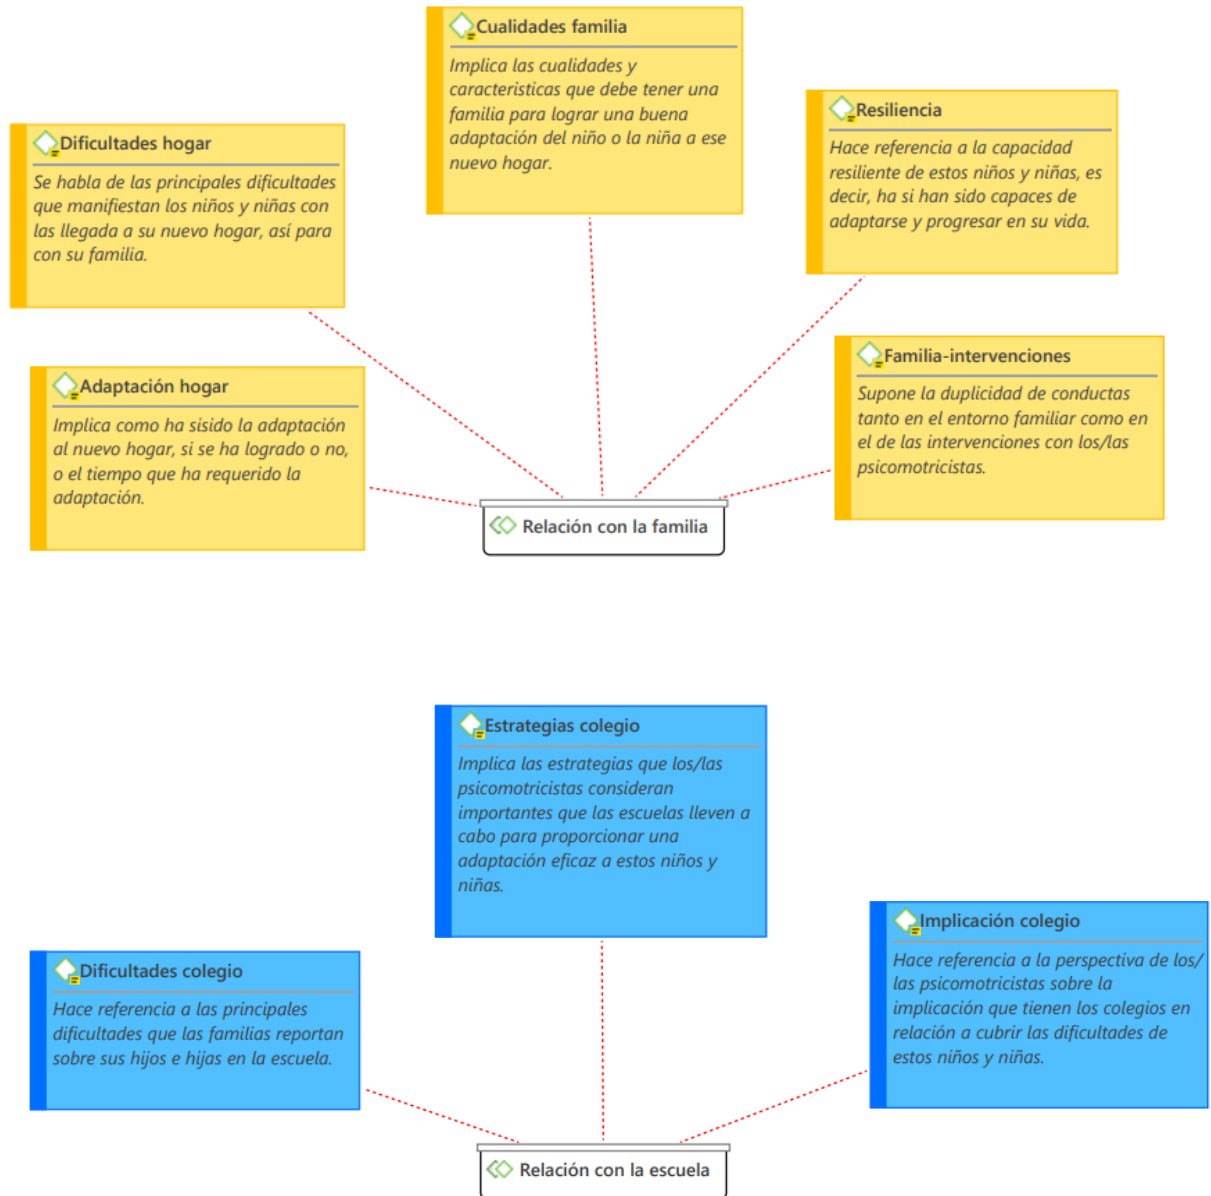 Cualidades familia
Implica las cualidades y
caracteristicas que debe tener una
familia para lograr una buena
adaptación del niño o la niña a ese
nuevo hogar.
Resiliencia
Hace referencia a la capacidad
resiliente de estos niños y niñas, es
decir, ha si han sido capaces de
adaptarse y progresar en su vida.
Dificultades hogar
Se habla de las principales dificultades
que manifiestan los niños y niñas con
las llegada a su nuevo hogar, así para
con su familia.
Familia-intervenciones
Supone la duplicidad de conductas
tanto en el entorno familiar como en
el de las intervenciones con los/las
psicomotricistas.
Adaptación hogar
Implica como ha sisido la adaptación
al nuevo hogar, si se ha logrado o no,
o el tiempo que ha requerido la
adaptación.
Relación con la familia
Estrategias colegio
Implica las estrategias que los/las
psicomotricistas consideran
importantes que las escuelas lleven a
cabo para proporcionar una
adaptación eficaz a estos niños y
niñas.
Implicación colegio
Hace referencia a la perspectiva de los/
las psicomotricistas sobre la
implicación que tienen los colegios en
relación a cubrir las dificultades de
estos niños y niñas.
Dificultades colegio
Hace referencia a las principales
dificultades que las familias reportan
sobre sus hijos e hijas en la escuela.
Relación con la escuela